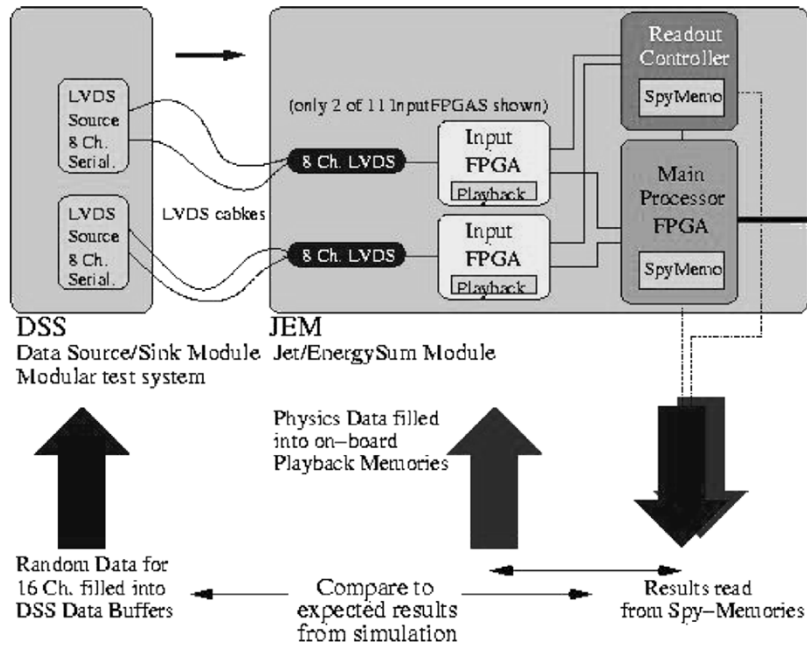 LVDS
Source
8 Ch.
Serial.
LVDS
Source
8 Ch.
Serial.
LVDS cabkes
(only 2 of 11 InputFPGAS shown)
8 Ch. LVDS
8 Ch. LVDS
Input
FPGA
Playback
Input
FPGA
Playback
Readout
Controller
SpyMemo
Main
Processor
FPGA
SpyMemo
DSS
Data Source/Sink Module
Modular test system
JEM
Jet/EnergySum Module
Physics Data filled
into on-board
Playback Memories
Random Data for
16 Ch. filled into
DSS Data Buffers
Compare to
expected results
from simulation
Results read
from Spy-Memories